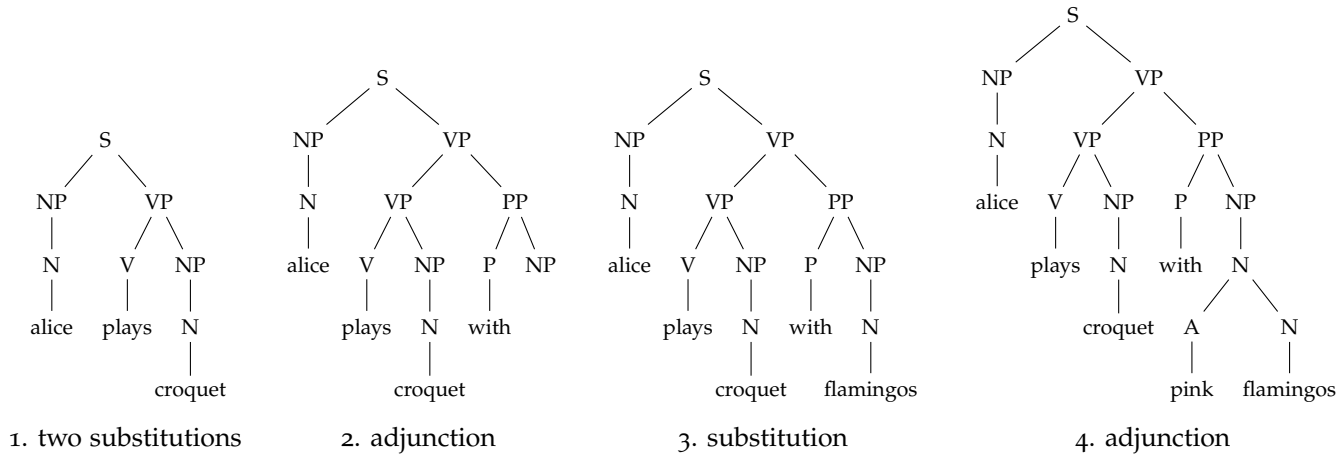 S
NP VP
N V NP
alice plays N
croquet
1. two substitutions
S
NP VP
N VP PP
alice V NP P NP
plays N with
croquet
2. adjunction
S
NP VP
N VP PP
alice V NP P NP
plays N with N
croquet flamingos
3. substitution
S
NP VP
N VP PP
alice V NP P NP
plays N with N
croquet A N
pink flamingos
4. adjunction